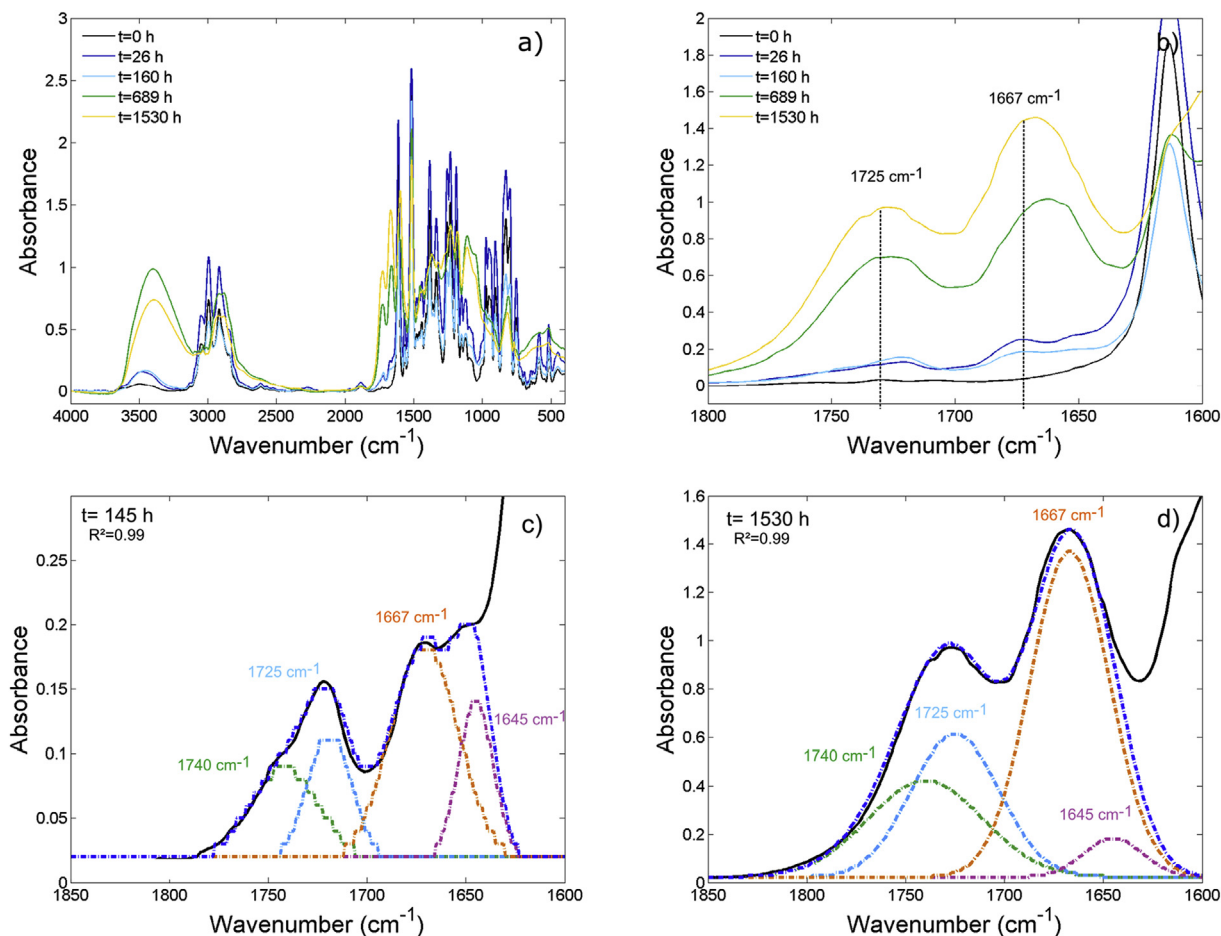 a)
t=0 h
t=26 h
t=160 h
t=689 h
t=1530 h
3
2.5
2
1.5
1
0.5
0
4000 3500 3000 2500 2000 1500 1000 500
Wavenumber (cm⁻¹)
Absorbance
b)
t=0 h
t=26 h
t=160 h
t=689 h
t=1530 h
1667 cm⁻¹
1725 cm⁻¹
2
1.8
1.6
1.4
1.2
1
0.8
0.6
0.4
0.2
0
1800 1750 1700 1650 1600
Wavenumber (cm⁻¹)
Absorbance
t= 145 h
R²=0.99
c)
1667 cm⁻¹
1725 cm⁻¹
1740 cm⁻¹
1645 cm⁻¹
0.25
0.2
0.15
0.1
0.05
0
1850 1800 1750 1700 1650 1600
Wavenumber (cm⁻¹)
Absorbance
t= 1530 h
R²=0.99
d)
1667 cm⁻¹
1725 cm⁻¹
1740 cm⁻¹
1645 cm⁻¹
1.6
1.4
1.2
1
0.8
0.6
0.4
0.2
0
1850 1800 1750 1700 1650 1600
Wavenumber (cm⁻¹)
Absorbance